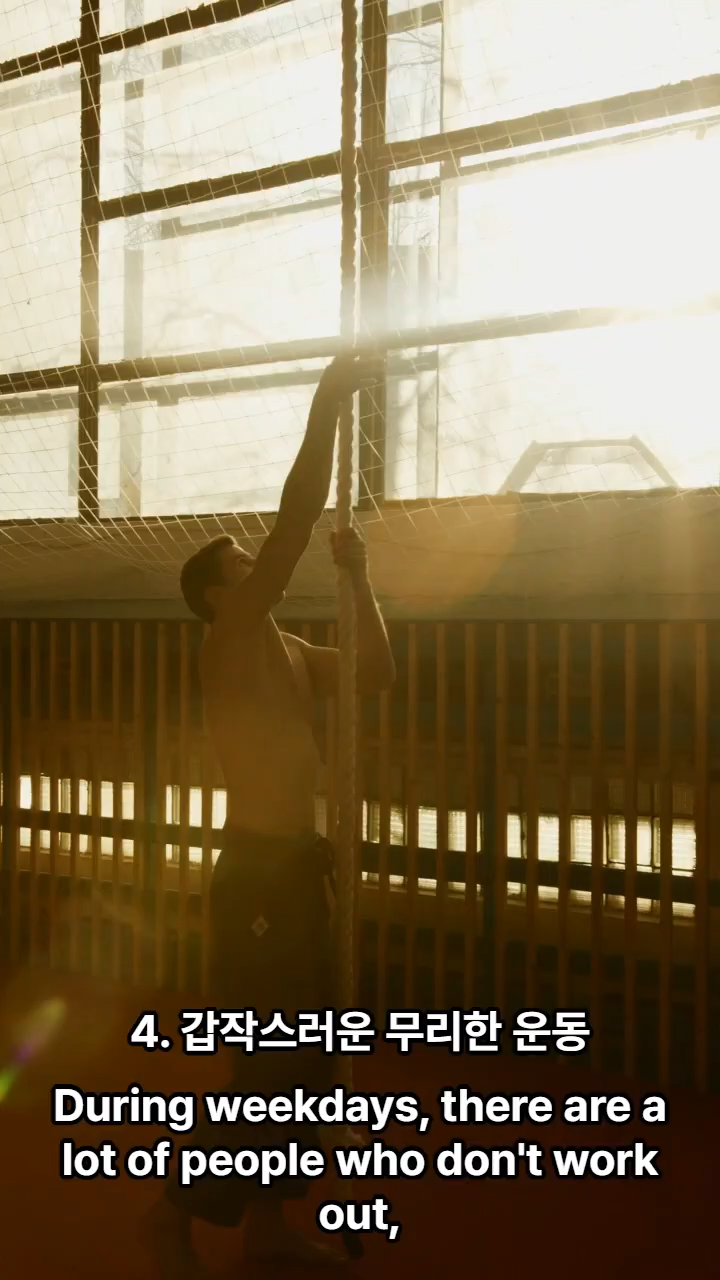 4. 갑작스러운 무리한 운동
During weekdays, there are a
lot of people who don't work
out,